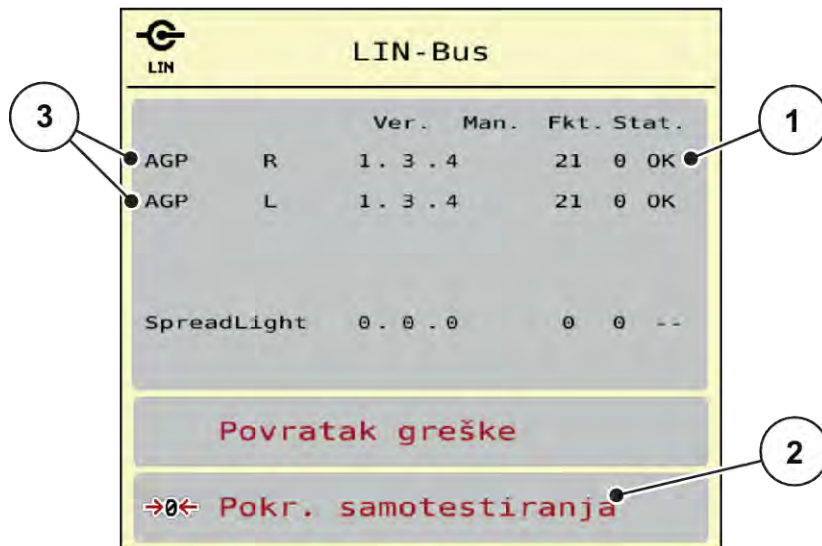 LIN LIN-Bus
Ver. Man. Fkt. Stat.
3 1
AGP R 1.3.4 21 0 OK
AGP L 1.3.4 21 0 OK
SpreadLight 0.0.0 0 0 --
Povratak greške
2
→0← Pokr. samotestiranja